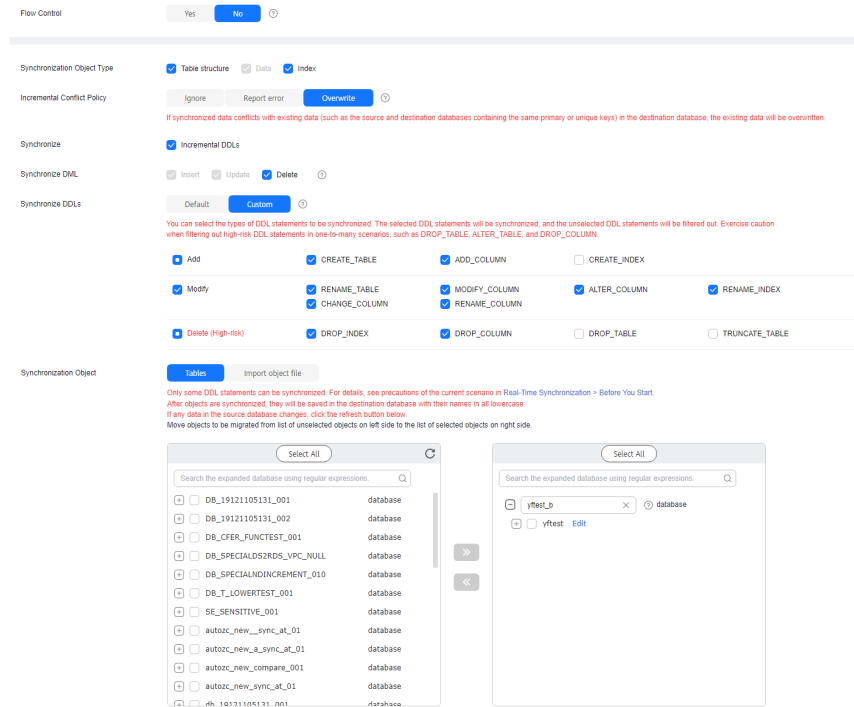 Flow Control Yes No ?
Synchronization Object Type Table structure Data Index
Incremental Conflict Policy Ignore Report error Overwrite ?
If synchronized data conflicts with existing data (such as the source and destination databases containing the same primary or unique keys) in the destination database, the existing data will be overwritten.
Synchronize Incremental DDLs
Synchronize DML Insert Update Delete ?
Synchronize DDLs Default Custom ?
You can select the types of DDL statements to be synchronized. The selected DDL statements will be synchronized, and the unselected DDL statements will be filtered out. Exercise caution
when filtering out high-risk DDL statements in one-to-many scenarios, such as DROP_TABLE, ALTER_TABLE, and DROP_COLUMN.
Add CREATE_TABLE ADD_COLUMN CREATE_INDEX
Modify RENAME_TABLE MODIFY_COLUMN ALTER_COLUMN RENAME_INDEX
CHANGE_COLUMN RENAME_COLUMN
Delete (High-risk) DROP_INDEX DROP_COLUMN DROP_TABLE TRUNCATE_TABLE
Synchronization Object Tables Import object file
Only some DDL statements can be synchronized. For details, see precautions of the current scenario in Real-Time Synchronization > Before You Start.
After objects are synchronized, they will be saved in the destination database with their names in all lowercase.
If any data in the source database changes, click the refresh button below.
Move objects to be migrated from list of unselected objects on left side to the list of selected objects on right side.
Select All
Search the expanded database using regular expressions.
DB_19121105131_001 database
DB_19121105131_002 database
DB_CFER_FUNCTEST_001 database
DB_SPECIALDS2RDS_VPC_NULL database
DB_SPECIALNDINCREMENT_010 database
DB_T_LOWERTEST_001 database
SE_SENSITIVE_001 database
autozc_new__sync_at_01 database
autozc_new_a_sync_at_01 database
autozc_new_compare_001 database
autozc_new_sync_at_01 database
db_19121105131_001 database
Select All
Search the expanded database using regular expressions.
yftest_b ? database
yftest Edit